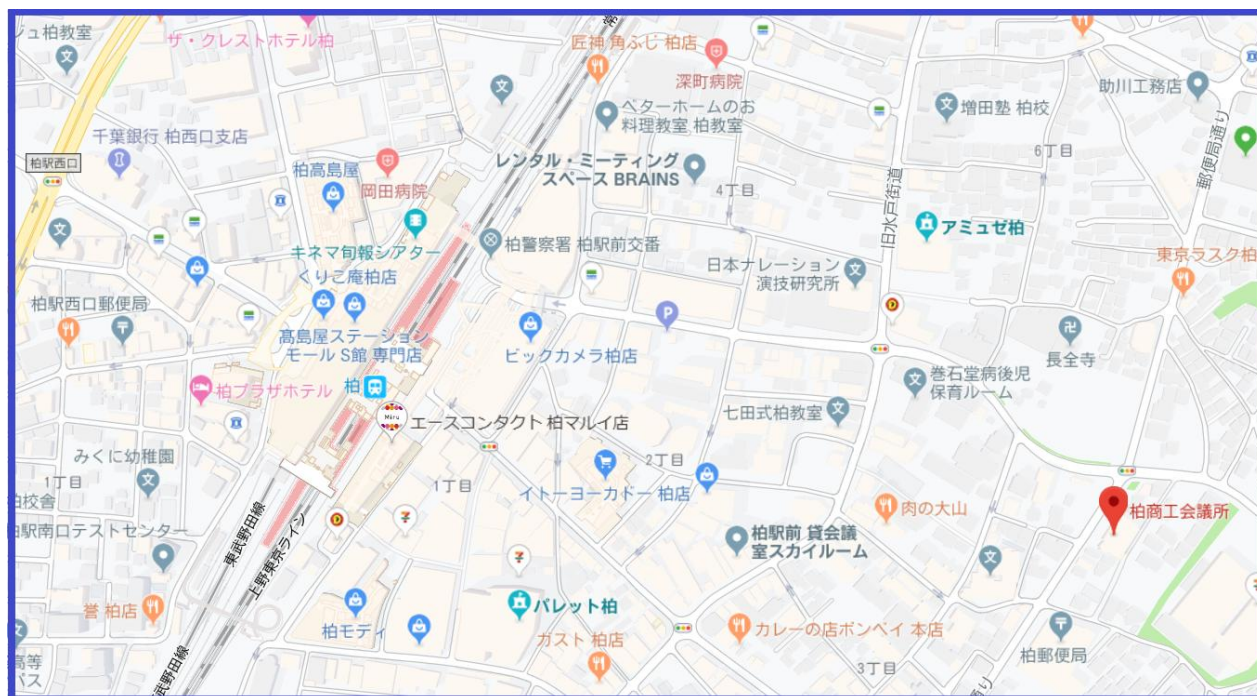 シュ柏教室
ザ・クレストホテル柏
匠神 角ふじ 柏店
深町病院
助川工務店
ベターホームのお
料理教室 柏教室
増田塾 柏校
千葉銀行 柏西口支店
柏駅西口
柏高島屋
岡田病院
レンタル・ミーティング
スペース BRAINS
6丁目
4丁目
郵便局通り
旧水戸街道
キネマ旬報シアター
柏警察署 柏駅前交番
アミュゼ柏
くりこ庵柏店
日本ナレーション
演技研究所
東京ラスク柏
柏駅西口郵便局
髙島屋ステーション
モール S館 専門店
ビックカメラ柏店
P
長全寺
巻石堂病後児
保育ルーム
柏プラザホテル
柏
Miru
エースコンタクト 柏マルイ店
七田式柏教室
みくに幼稚園
1丁目
柏校舎
1丁目
イトーヨーカドー 柏店
2丁目
肉の大山
柏商工会議所
柏駅南口テストセンター
東武野田線
上野東京ライン
柏駅前 貸会議
室スカイルーム
誉 柏店
柏モディ
パレット柏
ガスト 柏店
カレーの店ボンベイ 本店
柏郵便局
3丁目
高等
パス
東武野田線